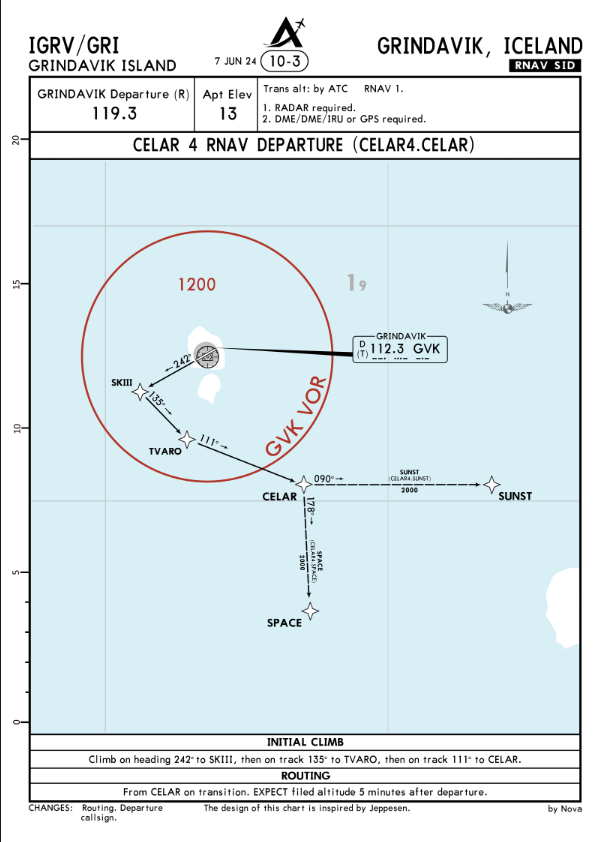 IGRV/GRI
GRINDAVIK ISLAND
7 JUN 24
10-3
GRINDAVIK, ICELAND
RNAV SID
GRINDAVIK Departure (R)
119.3
Apt Elev
13
Trans alt: by ATC RNAV 1.
1. RADAR required.
2. DME/DME/IRU or GPS required.
CELAR 4 RNAV DEPARTURE (CELAR4.CELAR)
20
15
10
5
0
1200
19
N
GRINDAVIK
D
(T) 112.3 GVK
242°
SKIII
135°
TVARO
111°
GVK VOR
CELAR
090°
SUNST
(CELAR4.SUNST)
2000
SUNST
178°
SPACE
(CELAR4.SPACE)
2000
SPACE
INITIAL CLIMB
Climb on heading 242° to SKIII, then on track 135° to TVARO, then on track 111° to CELAR.
ROUTING
From CELAR on transition. EXPECT filed altitude 5 minutes after departure.
CHANGES: Routing. Departure
callsign.
The design of this chart is inspired by Jeppesen.
by Nova